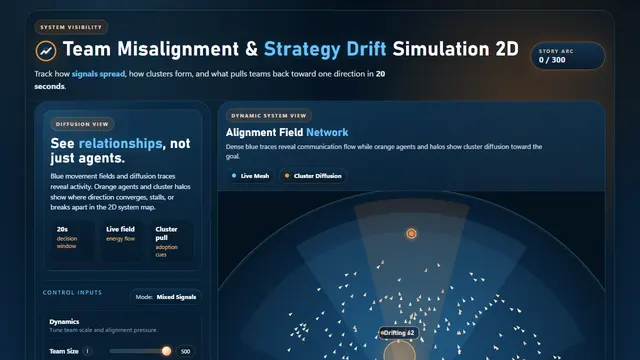 SYSTEM VISIBILITY
Team Misalignment & Strategy Drift Simulation 2D
STORY ARC
0 / 300
Track how signals spread, how clusters form, and what pulls teams back toward one direction in 20
seconds.
DIFFUSION VIEW
See relationships, not
just agents.
Blue movement fields and diffusion traces
reveal activity. Orange agents and cluster halos
show where direction converges, stalls, or
breaks apart in the 2D system map.
20s
decision
window
Live field
energy flow
Cluster
pull
adoption
cues
CONTROL INPUTS
Mode: Mixed Signals
Dynamics
Tune team scale and alignment pressure.
Team Size
i
500
DYNAMIC SYSTEM VIEW
Alignment Field Network
Dense blue traces reveal communication flow while orange agents and halos show cluster diffusion toward the
goal.
Live Mesh
Cluster Diffusion
Drifting 62